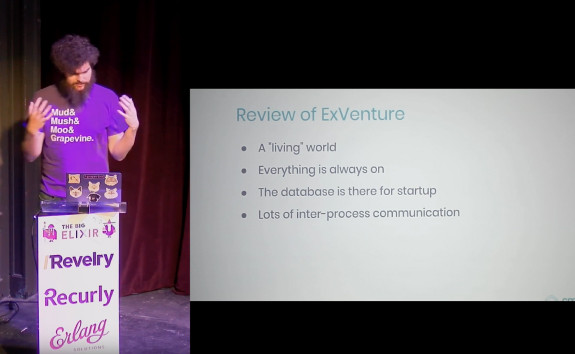 Mud&
Mush&
Moo&
Grapevine.
THE BIG
ELIXIR
Revelry
Recurly
Erlang
SOLUTIONS
Review of ExVenture
• A "living" world
• Everything is always on
• The database is there for startup
• Lots of inter-process communication